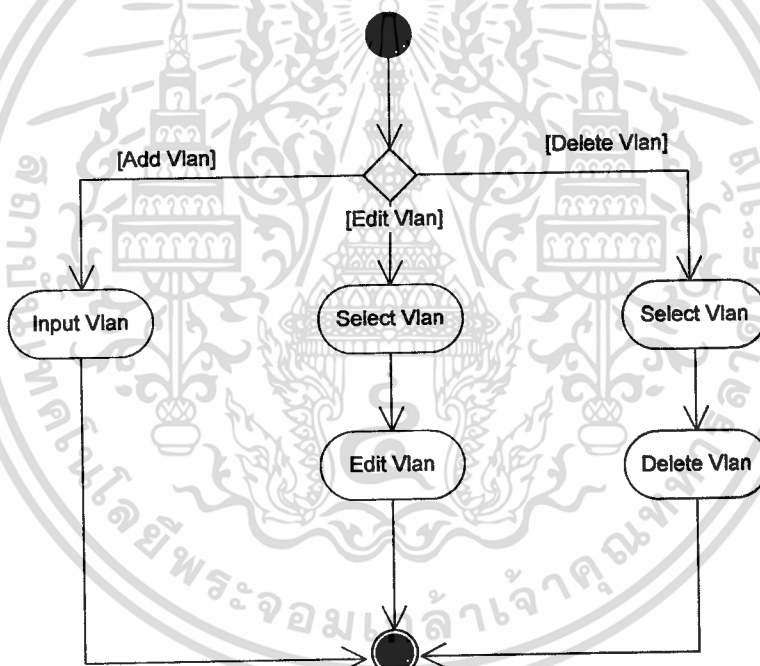 [Add Vlan]
[Delete Vlan]
[Edit Vlan]
Input Vlan
Select Vlan
Select Vlan
Edit Vlan
Delete Vlan